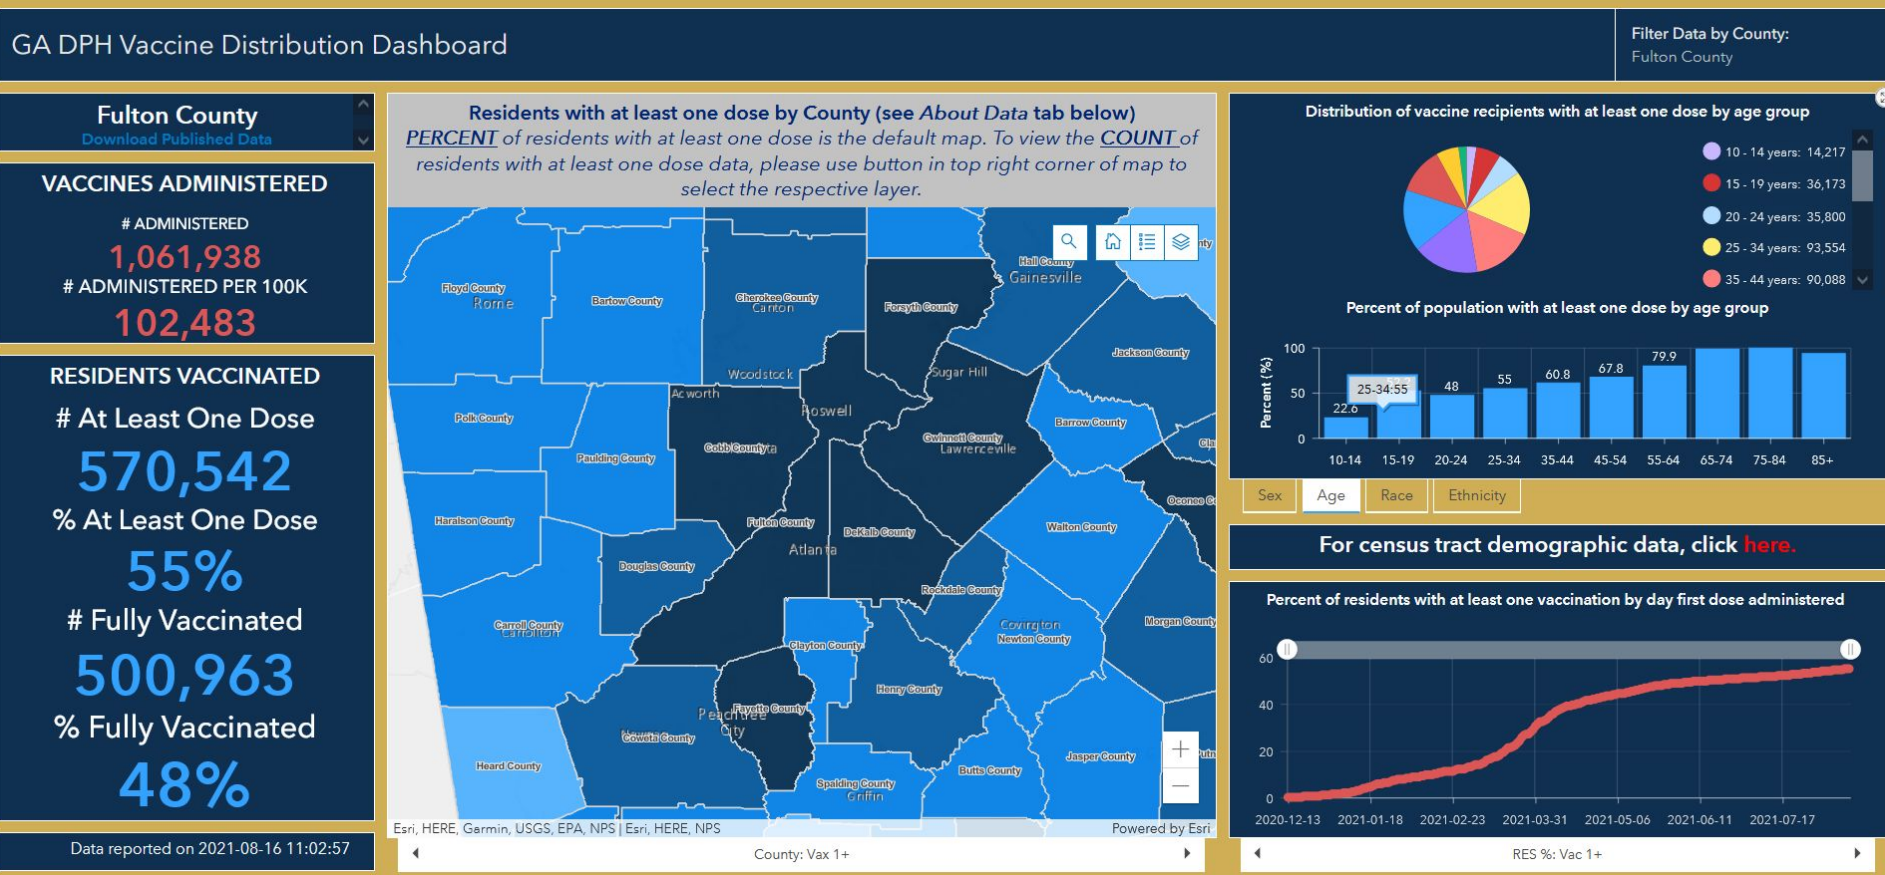 GA DPH Vaccine Distribution Dashboard
Filter Data by County:
Fulton County
Fulton County
Download Published Data
VACCINES ADMINISTERED
# ADMINISTERED
1,061,938
# ADMINISTERED PER 100K
102,483
RESIDENTS VACCINATED
# At Least One Dose
570,542
% At Least One Dose
55%
# Fully Vaccinated
500,963
% Fully Vaccinated
48%
Data reported on 2021-08-16 11:02:57
Residents with at least one dose by County (see About Data tab below)
PERCENT of residents with at least one dose is the default map. To view the COUNT of
residents with at least one dose data, please use button in top right corner of map to
select the respective layer.
Hall County
Gainesville
Floyd County
Rome
Bartow County
Cherokee County
Canton
Forsyth County
Jackson County
Woodstock
Sugar Hill
Acworth
Roswell
Polk County
Barrow County
Gwinnett County
Lawrenceville
Cobb County
Paulding County
Haralson County
Fulton County
Atlanta
DeKalb County
Walton County
Oconee Co
Douglas County
Rockdale County
Carroll County
Carrollton
Covington
Newton County
Morgan County
Clayton County
Henry County
Peachtree
City
Fayette County
Coweta County
Heard County
Spalding County
Griffin
Butts County
Jasper County
Esri, HERE, Garmin, USGS, EPA, NPS | Esri, HERE, NPS
Powered by Esri
County: Vax 1+
Distribution of vaccine recipients with at least one dose by age group
10 - 14 years: 14,217
15 - 19 years: 36,173
20 - 24 years: 35,800
25 - 34 years: 93,554
35 - 44 years: 90,088
Percent of population with at least one dose by age group
Percent (%)
100
50
0
22.6
25-34:55
48
55
60.8
67.8
79.9
10-14 15-19 20-24 25-34 35-44 45-54 55-64 65-74 75-84 85+
Sex Age Race Ethnicity
For census tract demographic data, click here.
Percent of residents with at least one vaccination by day first dose administered
60
40
20
0
2020-12-13 2021-01-18 2021-02-23 2021-03-31 2021-05-06 2021-06-11 2021-07-17
RES %: Vac 1+